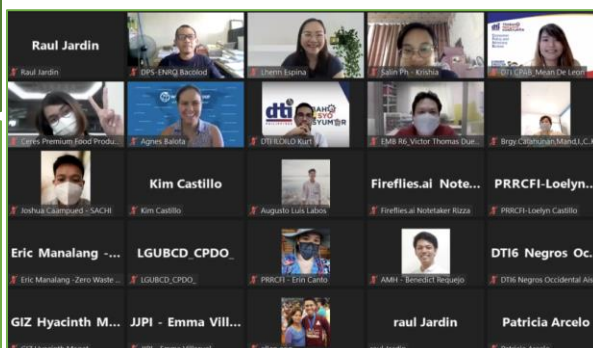 Raul Jardin
Raul Jardin
DPS-ENRO Bacolod
Lhenn Espina
Salin Ph - Krishia
DTI CPAB_Mean De Leon
Ceres Premium Food Produ...
Agnes Balota
dti
DTI ILOILO Kurt
EMB R6_Victor Thomas Due...
Brgy.Catahunan,Mand,I,C.
Joshua Caampurd - SACHI
Kim Castillo
Kim Castillo
Augusto Luis Labos
Fireflies.ai Note...
Fireflies.ai Notetaker Rizza
PRRCFI-Loelyn...
PRRCFI-Loelyn Castillo
Eric Manalang -...
Eric Manalang -Zero Waste ...
LGUBCD_CPDO_
LGUBCD_CPDO_
PRRCFI - Erin Canto
AMH - Benedict Requejo
DTI6 Negros Oc...
DTI6 Negros Occidental Ais
GIZ Hyacinth M...
JJPI - Emma Vill...
raul Jardin
Patricia Arcelo